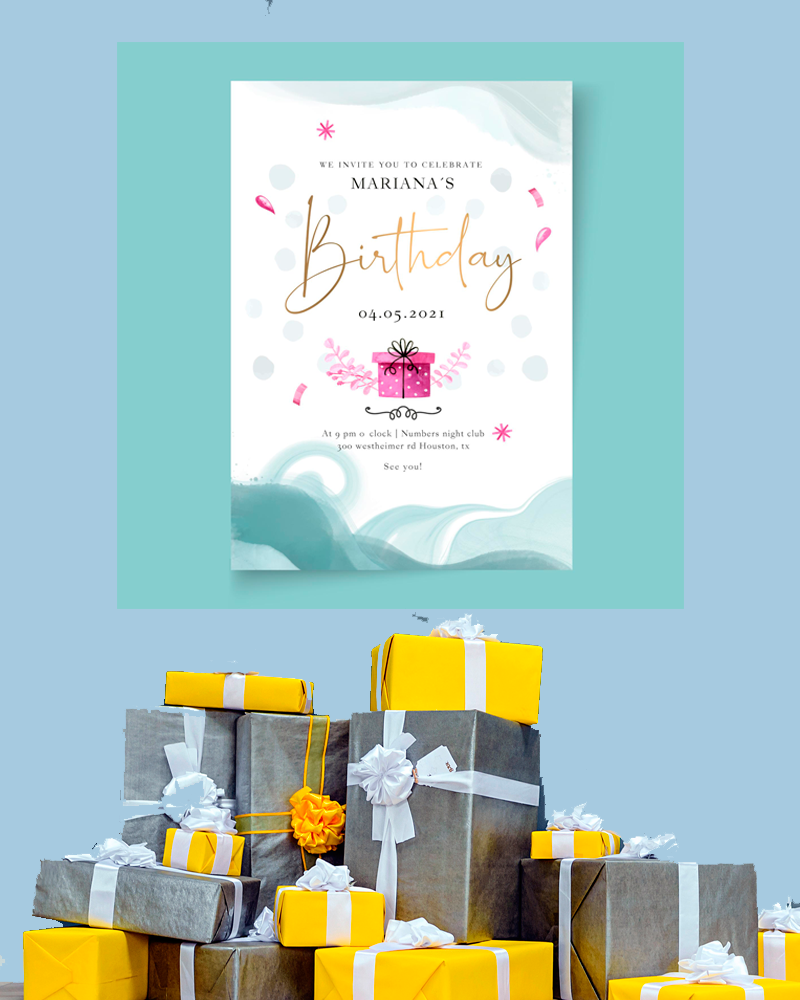 WE INVITE YOU TO CELEBRATE
MARIANA´S
Birthday
04.05.2021
At 9 pm o clock | Numbers night club
300 westheimer rd Houston, tx
See you!